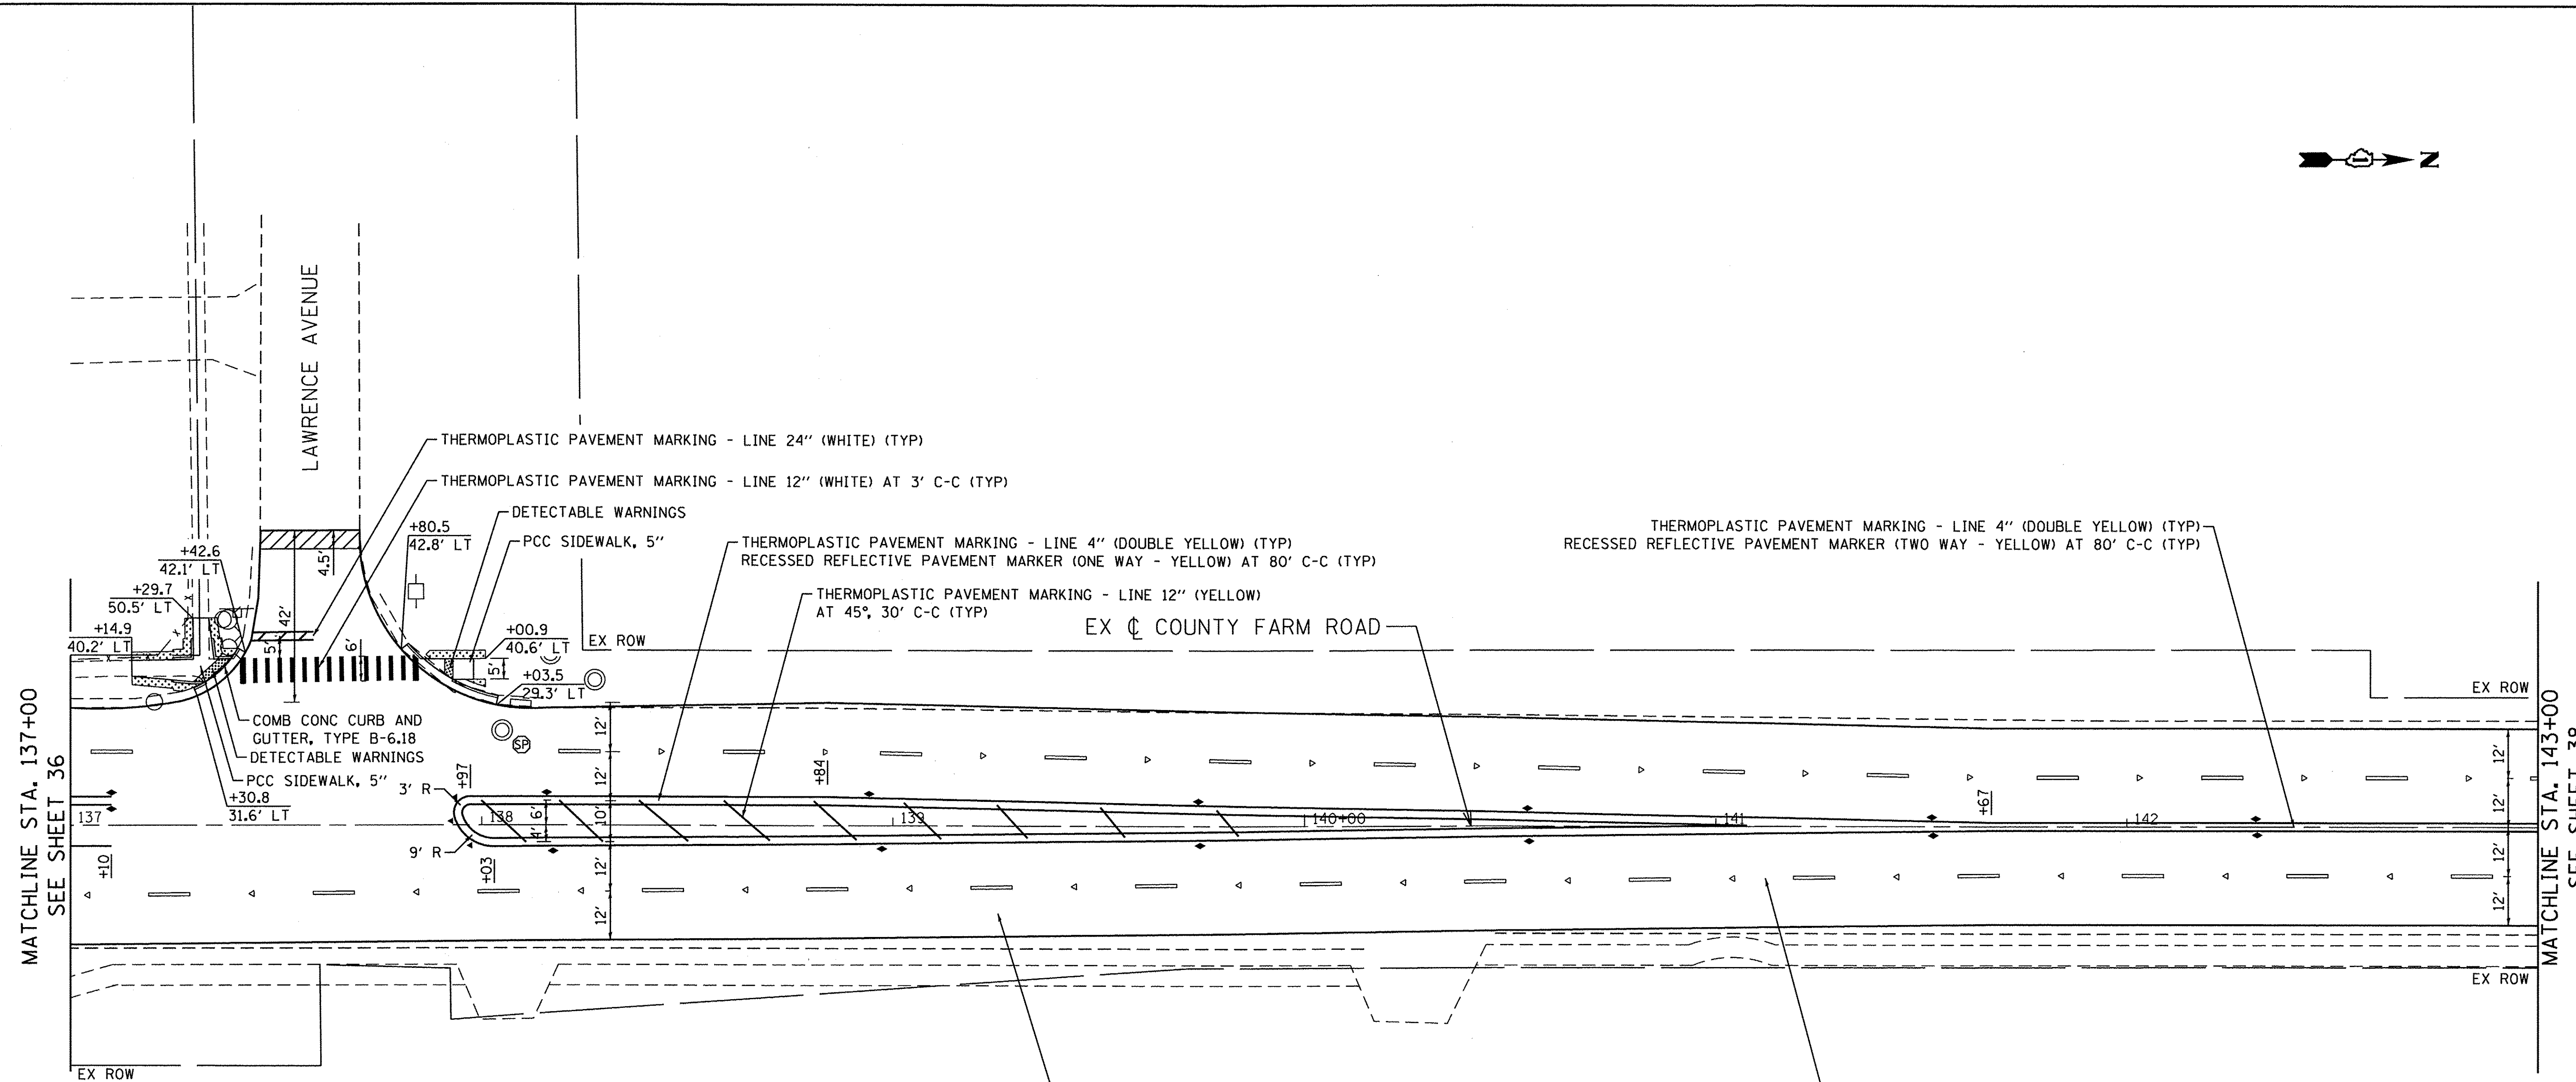 N
LAWRENCE AVENUE
THERMOPLASTIC PAVEMENT MARKING - LINE 24" (WHITE) (TYP)
THERMOPLASTIC PAVEMENT MARKING - LINE 12" (WHITE) AT 3' C-C (TYP)
DETECTABLE WARNINGS
PCC SIDEWALK, 5"
THERMOPLASTIC PAVEMENT MARKING - LINE 4" (DOUBLE YELLOW) (TYP)
RECESSED REFLECTIVE PAVEMENT MARKER (ONE WAY - YELLOW) AT 80' C-C (TYP)
THERMOPLASTIC PAVEMENT MARKING - LINE 12" (YELLOW)
AT 45°, 30' C-C (TYP)
EX ℄ COUNTY FARM ROAD
THERMOPLASTIC PAVEMENT MARKING - LINE 4" (DOUBLE YELLOW) (TYP)
RECESSED REFLECTIVE PAVEMENT MARKER (TWO WAY - YELLOW) AT 80' C-C (TYP)
+80.5
42.8' LT
+42.6
42.1' LT
+29.7
50.5' LT
+14.9
40.2' LT
4.5'
42'
5'
6'
+00.9
40.6' LT
5'
+03.5
29.3' LT
EX ROW
EX ROW
COMB CONC CURB AND
GUTTER, TYPE B-6.18
DETECTABLE WARNINGS
PCC SIDEWALK, 5"
+30.8
31.6' LT
SP
3' R
9' R
+97
+03
+84
+67
+10
12'
12'
6'
10'
4'
12'
12'
137
138
139
140+00
141
142
12'
12'
12'
12'
MATCHLINE STA. 137+00
SEE SHEET 36
MATCHLINE STA. 143+00
SEE SHEET 38
EX ROW
EX ROW